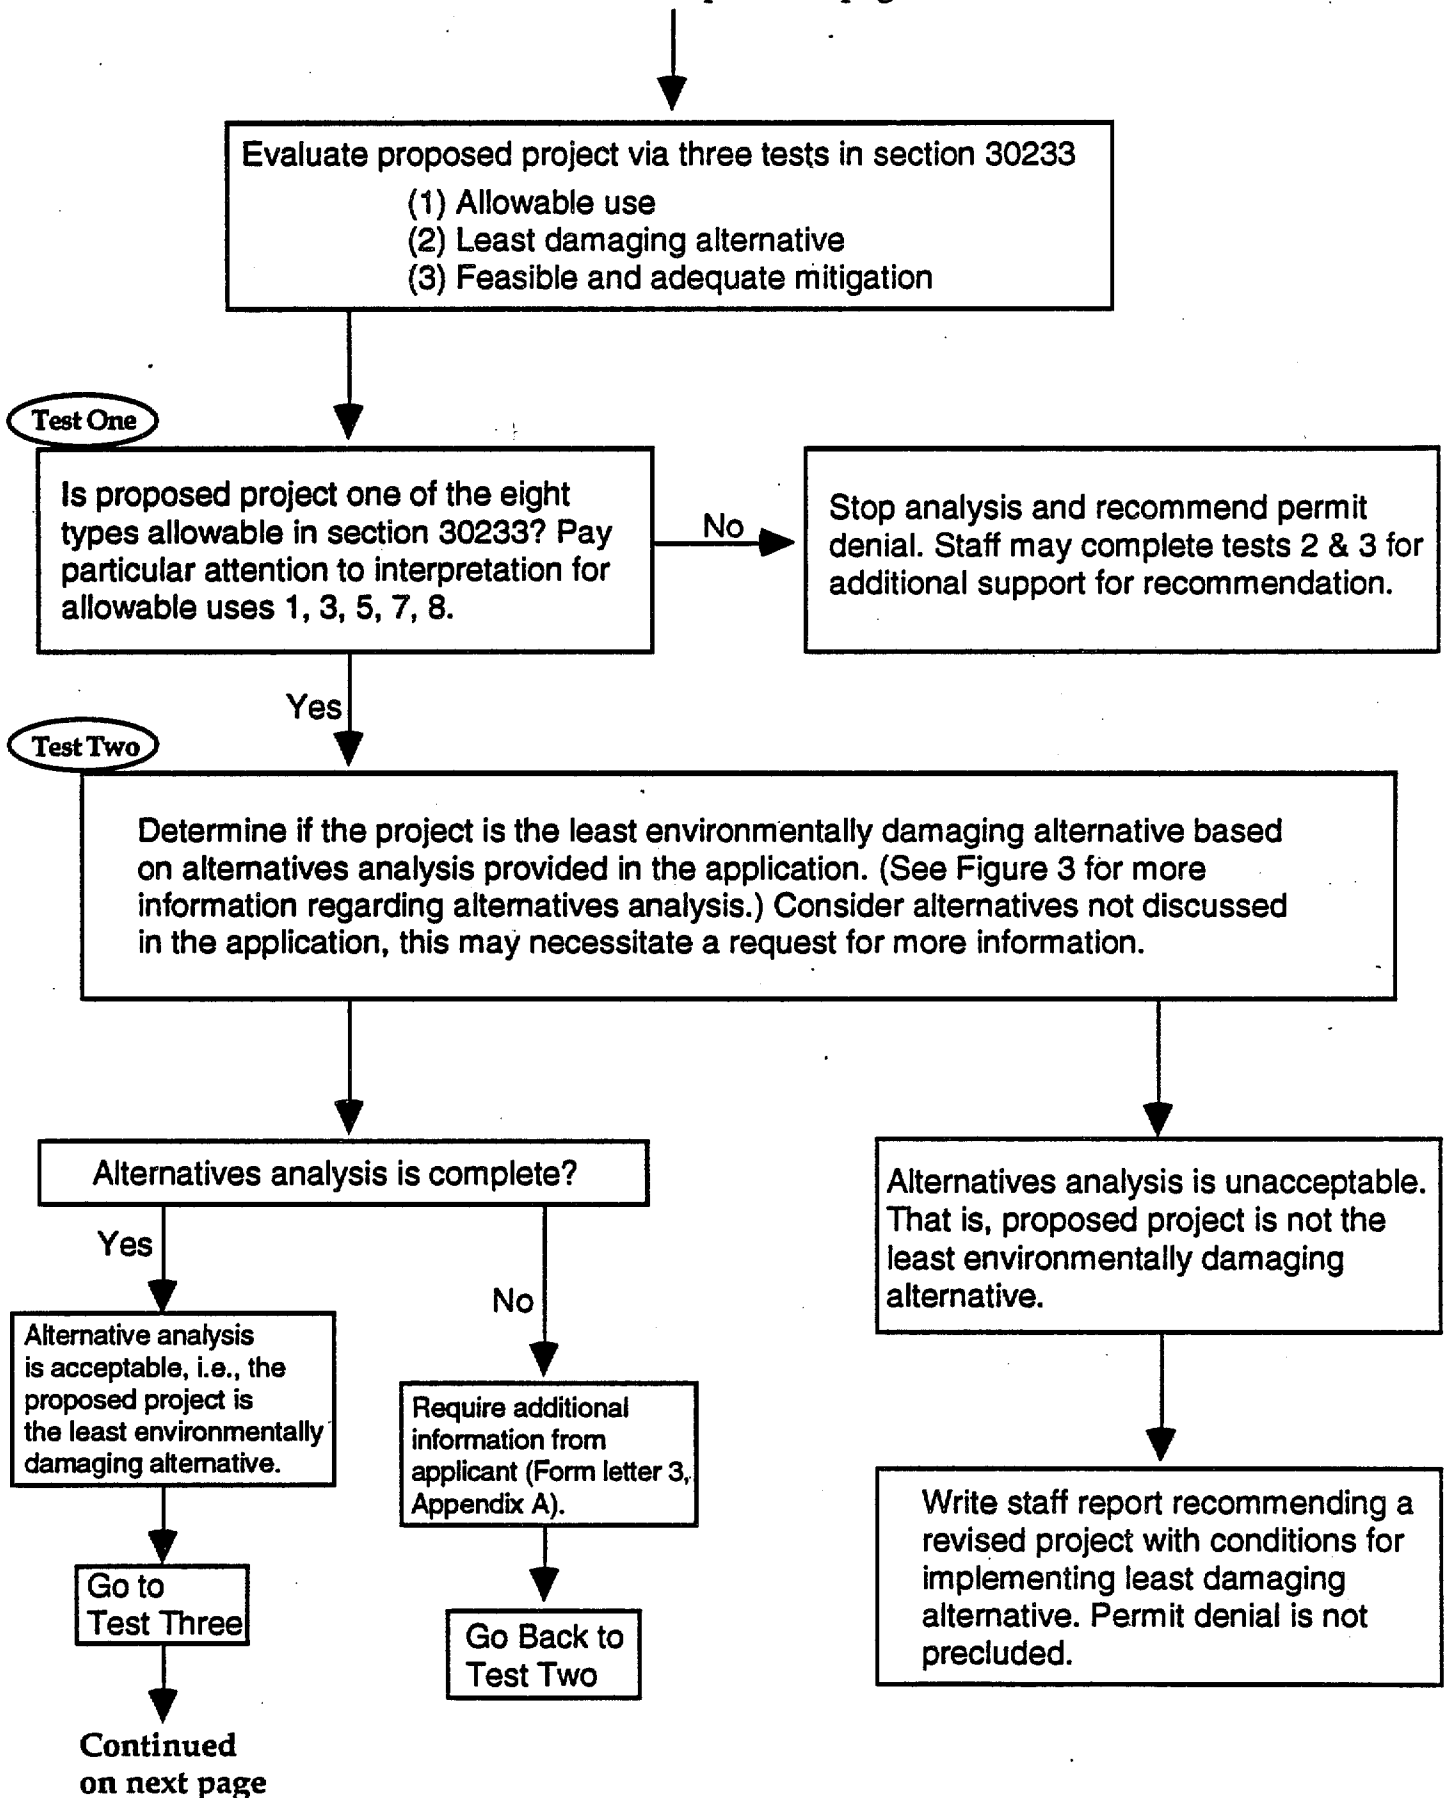 Evaluate proposed project via three tests in section 30233
(1) Allowable use
(2) Least damaging alternative
(3) Feasible and adequate mitigation
Test One
Is proposed project one of the eight
types allowable in section 30233? Pay
particular attention to interpretation for
allowable uses 1, 3, 5, 7, 8.
No
Stop analysis and recommend permit
denial. Staff may complete tests 2 & 3 for
additional support for recommendation.
Yes
Test Two
Determine if the project is the least environmentally damaging alternative based
on alternatives analysis provided in the application. (See Figure 3 for more
information regarding alternatives analysis.) Consider alternatives not discussed
in the application, this may necessitate a request for more information.
Alternatives analysis is complete?
Yes
No
Alternative analysis
is acceptable, i.e., the
proposed project is
the least environmentally
damaging alternative.
Go to
Test Three
Continued
on next page
Require additional
information from
applicant (Form letter 3,
Appendix A).
Go Back to
Test Two
Alternatives analysis is unacceptable.
That is, proposed project is not the
least environmentally damaging
alternative.
Write staff report recommending a
revised project with conditions for
implementing least damaging
alternative. Permit denial is not
precluded.